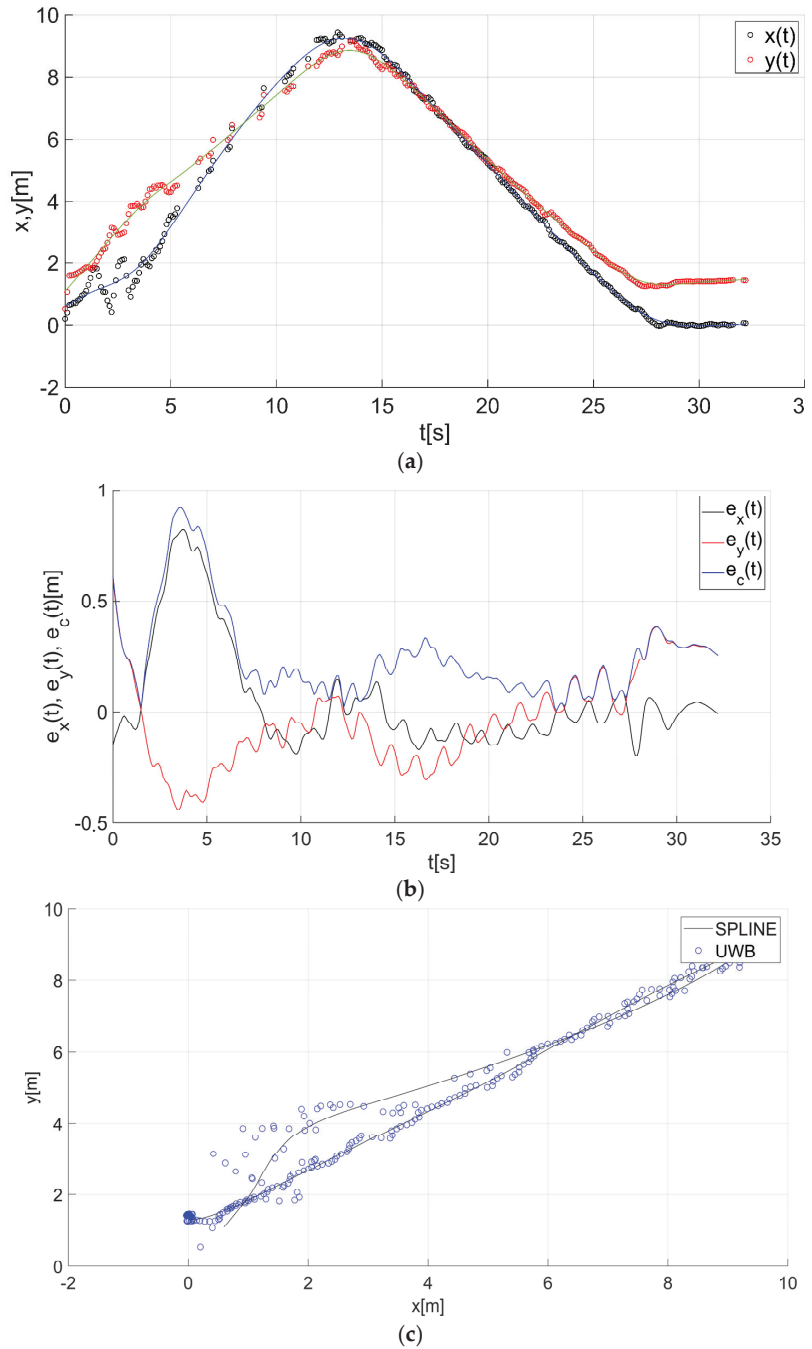 10
8
6
4
2
0
-2
x,y[m]
x(t)
y(t)
0 5 10 15 20 25 30 3
t[s]
(a)
1
0.5
0
-0.5
e_x(t), e_y(t), e_c(t)[m]
e_x(t)
e_y(t)
e_c(t)
0 5 10 15 20 25 30 35
t[s]
(b)
10
8
6
4
2
0
y[m]
SPLINE
UWB
-2 0 2 4 6 8 10
x[m]
(c)